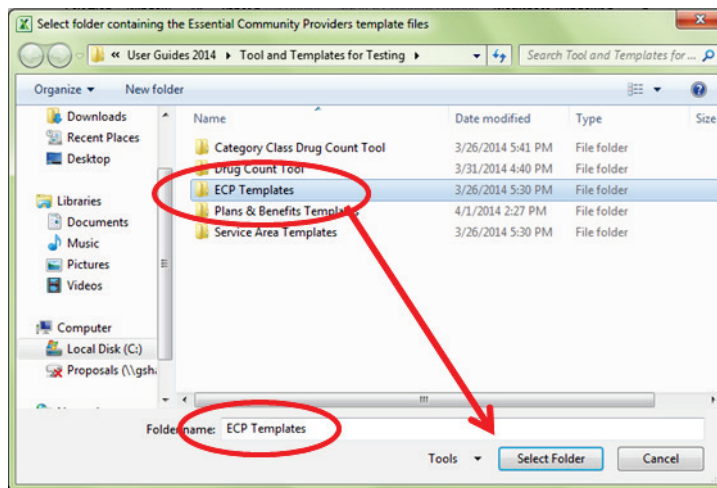 Select folder containing the Essential Community Providers template files
« User Guides 2014 ▸ Tool and Templates for Testing ▸ Search Tool and Templates for ...
Organize New folder
Name Date modified Type Size
Downloads
Recent Places
Desktop
Libraries
Documents
Music
Pictures
Videos
Computer
Local Disk (C:)
Proposals (\\gsh
Category Class Drug Count Tool 3/26/2014 5:41 PM File folder
Drug Count Tool 3/31/2014 4:40 PM File folder
ECP Templates 3/26/2014 5:30 PM File folder
Plans & Benefits Templates 4/1/2014 2:27 PM File folder
Service Area Templates 3/26/2014 5:30 PM File folder
Folder name: ECP Templates
Tools Select Folder Cancel